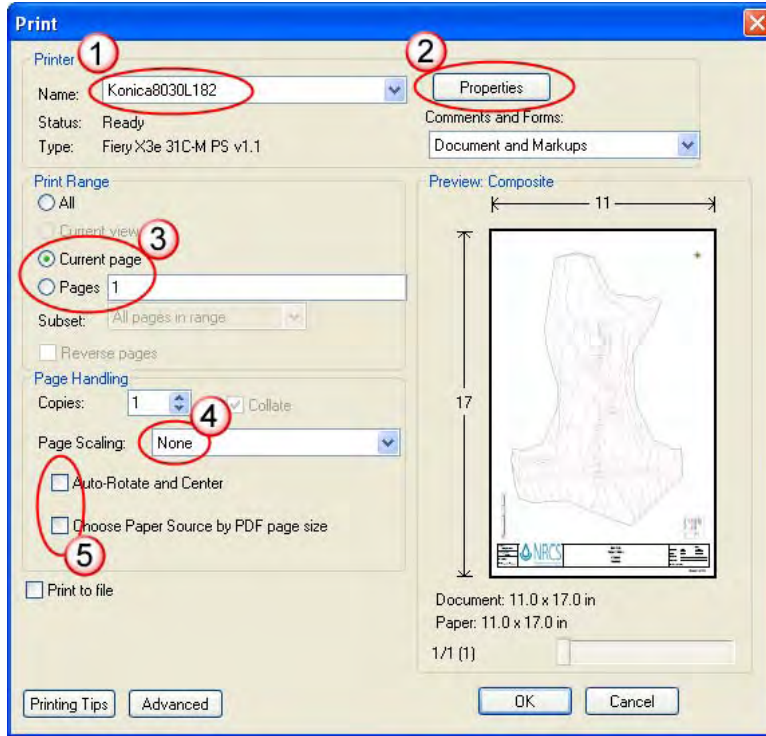 Print
Printer
1
2
Name: Konica8030L182
Properties
Status: Ready
Comments and Forms:
Type: Fiery X3e 31C-M PS v1.1
Document and Markups
Print Range
Preview: Composite
All
11
Current view
3
Current page
Pages 1
Subset: All pages in range
Reverse pages
Page Handling
Copies: 1 Collate
17
4
Page Scaling: None
Auto-Rotate and Center
Choose Paper Source by PDF page size
5
NRCS
Print to file
Document: 11.0 x 17.0 in
Paper: 11.0 x 17.0 in
1/1 (1)
Printing Tips
Advanced
OK
Cancel